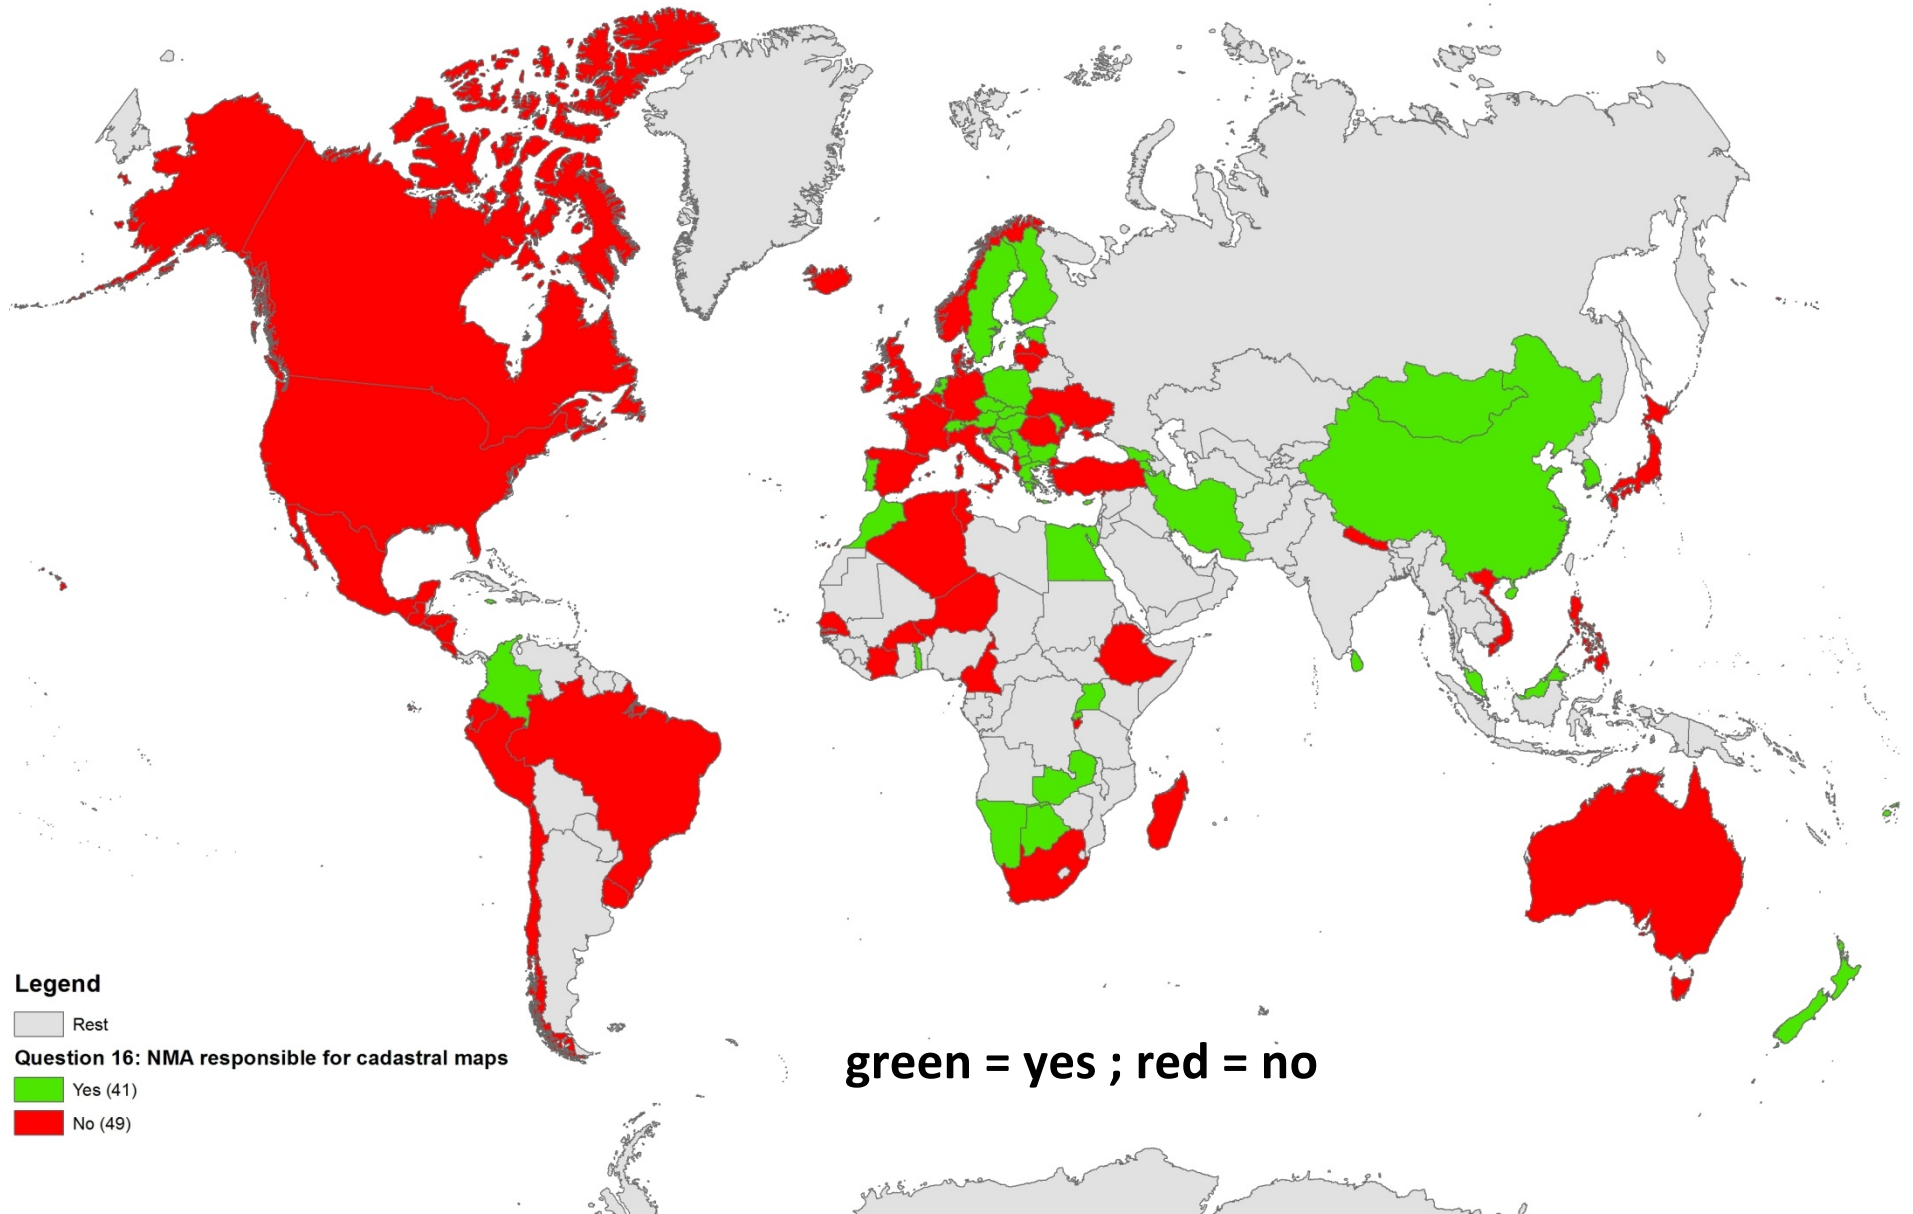 Legend
Rest
Question 16: NMA responsible for cadastral maps
Yes (41)
No (49)
green = yes ; red = no